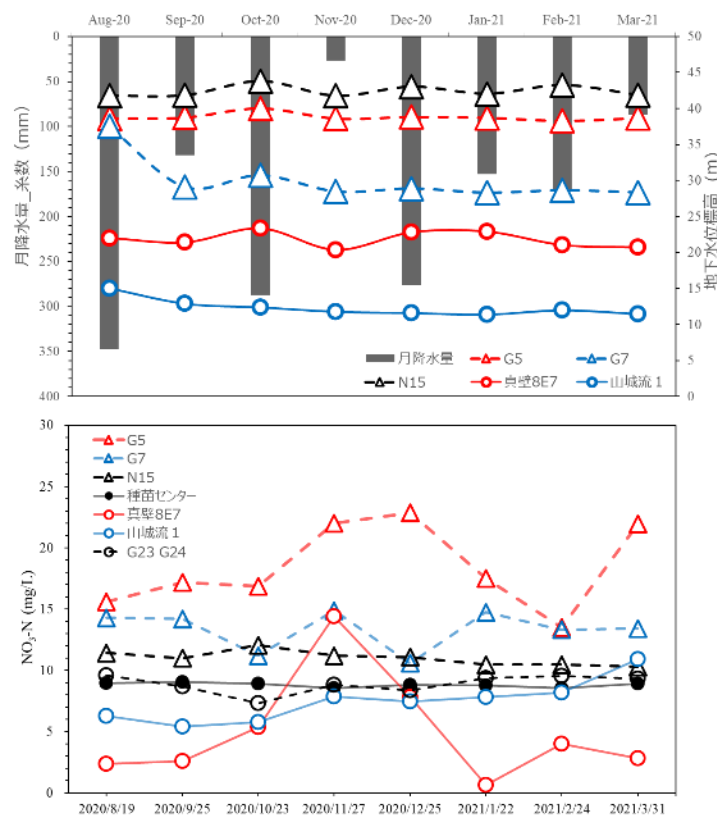 Aug-20 Sep-20 Oct-20 Nov-20 Dec-20 Jan-21 Feb-21 Mar-21
0
50
100
150
200
250
300
350
400
月降水量_糸数 (mm)
50
45
40
35
30
25
20
15
10
5
0
地下水位標高 (m)
月降水量 G5 G7
N15 真壁8E7 山城流1
30
25
20
15
10
5
0
NO3-N (mg/L)
G5
G7
N15
種苗センター
真壁8E7
山城流1
G23 G24
2020/8/19 2020/9/25 2020/10/23 2020/11/27 2020/12/25 2021/1/22 2021/2/24 2021/3/31